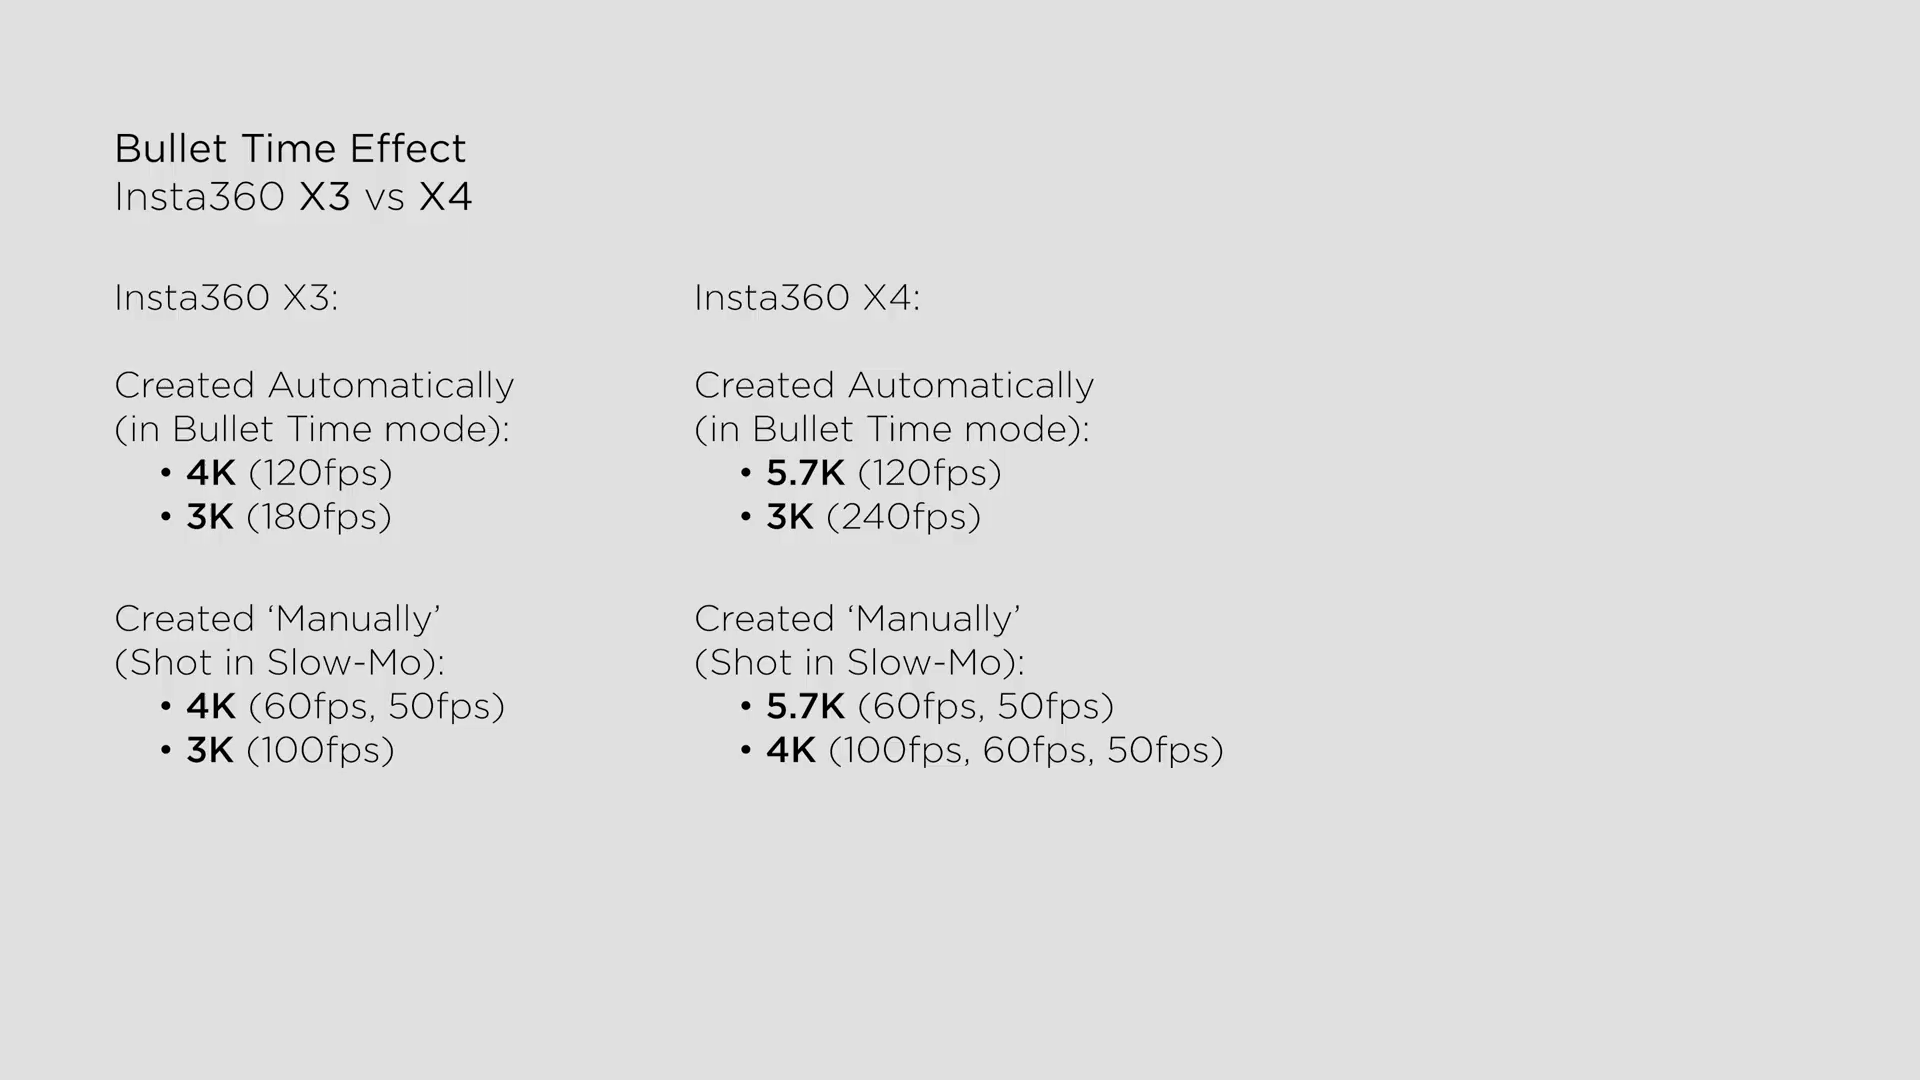 Bullet Time Effect
Insta360 X3 vs X4
Insta360 X3:
Created Automatically
(in Bullet Time mode):
• 4K (120fps)
• 3K (180fps)
Created ‘Manually’
(Shot in Slow-Mo):
• 4K (60fps, 50fps)
• 3K (100fps)
Insta360 X4:
Created Automatically
(in Bullet Time mode):
• 5.7K (120fps)
• 3K (240fps)
Created ‘Manually’
(Shot in Slow-Mo):
• 5.7K (60fps, 50fps)
• 4K (100fps, 60fps, 50fps)